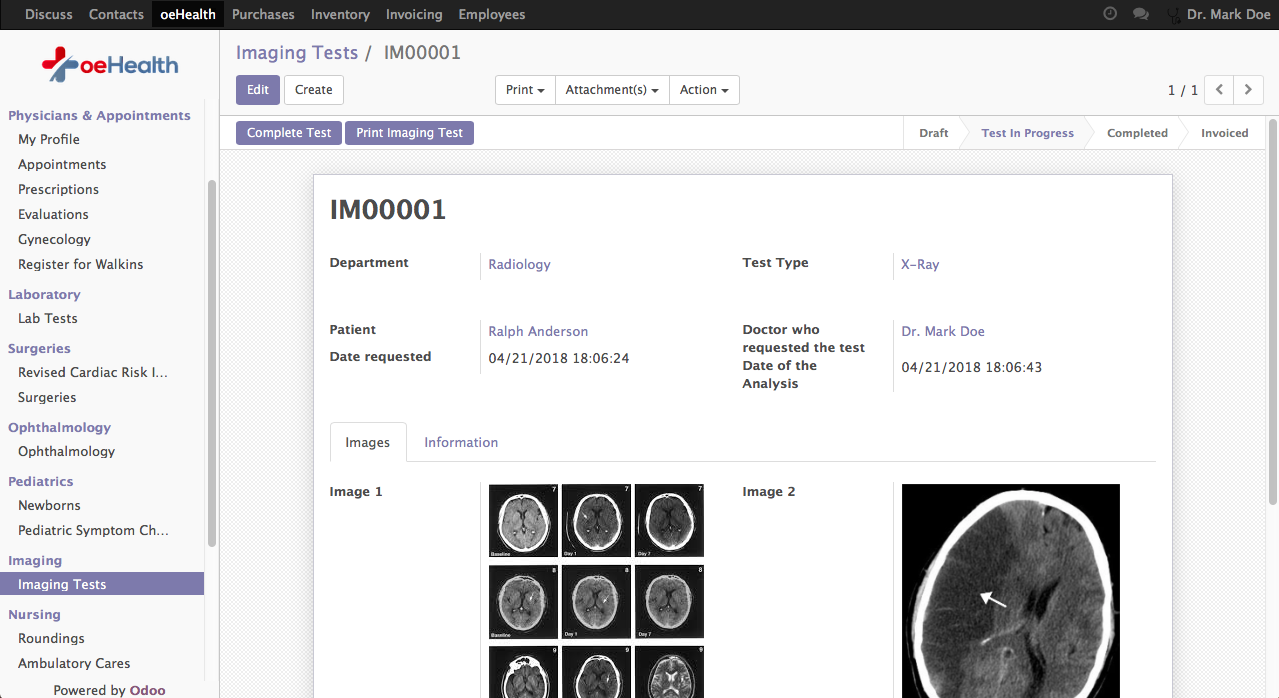 Discuss Contacts oeHealth Purchases Inventory Invoicing Employees Dr. Mark Doe
oeHealth
Physicians & Appointments
My Profile
Appointments
Prescriptions
Evaluations
Gynecology
Register for Walkins
Laboratory
Lab Tests
Surgeries
Revised Cardiac Risk I...
Surgeries
Ophthalmology
Ophthalmology
Pediatrics
Newborns
Pediatric Symptom Ch...
Imaging
Imaging Tests
Nursing
Roundings
Ambulatory Cares
Powered by Odoo
Imaging Tests / IM00001
Edit Create Print Attachment(s) Action 1 / 1
Complete Test Print Imaging Test Draft Test In Progress Completed Invoiced
IM00001
Department Radiology Test Type X-Ray
Patient Ralph Anderson
Date requested 04/21/2018 18:06:24
Doctor who
requested the test Dr. Mark Doe
Date of the
Analysis 04/21/2018 18:06:43
Images Information
Image 1 Image 2
7 7 7
Baseline Day 1 Day 7
8 8 8
Baseline Day 1 Day 7
9 9 9